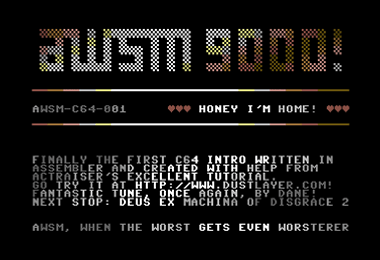 AWSM 9000!
AWSM-C64-001 ♥♥♥ HONEY I'M HOME! ♥♥♥
FINALLY THE FIRST C64 INTRO WRITTEN IN
ASSEMBLER AND CREATED WITH HELP FROM
ACTRAISER'S EXCELLENT TUTORIAL.
GO TRY IT AT HTTP://WWW.DUSTLAYER.COM!
FANTASTIC TUNE, ONCE AGAIN, BY DANE!
NEXT STOP: DEUS EX MACHINA OF DISGRACE 2
AWSM, WHEN THE WORST GETS EVEN WORSTERER